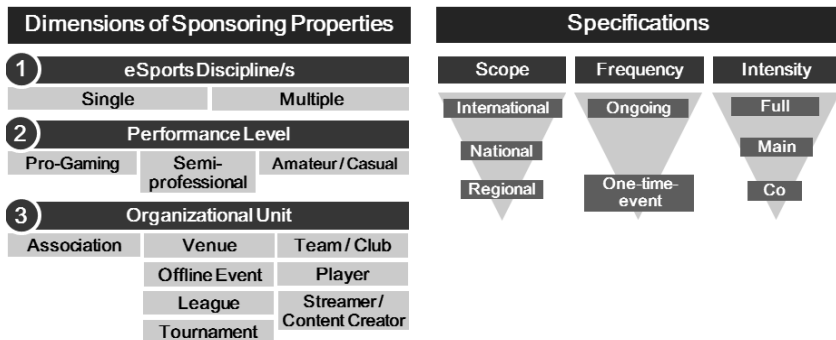 Dimensions of Sponsoring Properties
1
eSports Discipline/s
Single
Multiple
2
Performance Level
Pro-Gaming
Semi-
professional
Amateur / Casual
3
Organizational Unit
Association
Venue
Team / Club
Offline Event
Player
League
Streamer /
Content Creator
Tournament
Specifications
Scope
Frequency
Intensity
International
Ongoing
Full
National
Main
Regional
One-time-
event
Co